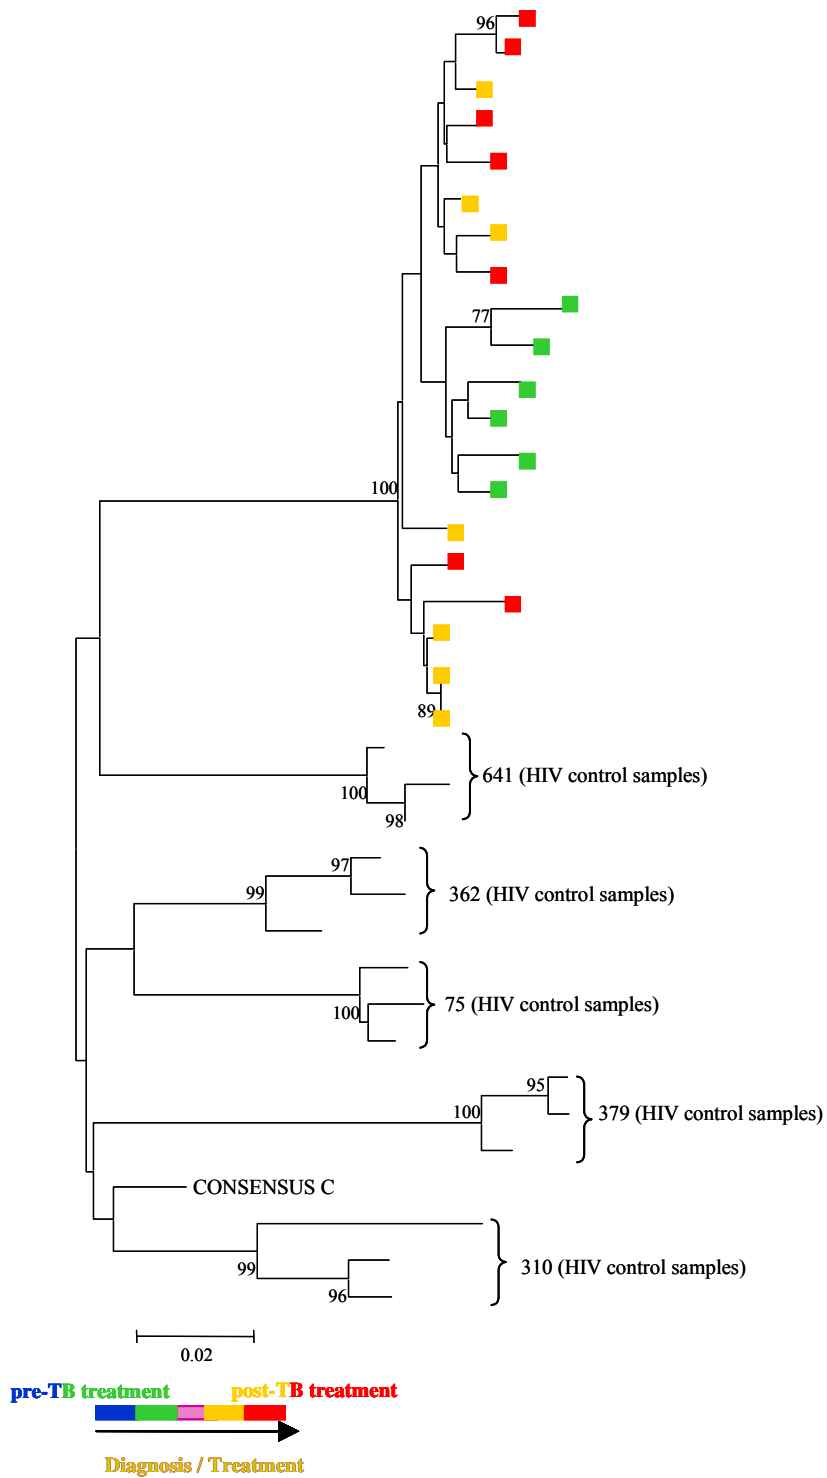 96
77
100
89
641 (HIV control samples)
100
98
97
99
362 (HIV control samples)
75 (HIV control samples)
100
95
100
379 (HIV control samples)
CONSENSUS C
99
310 (HIV control samples)
96
0.02
pre-TB treatment post-TB treatment
Diagnosis / Treatment